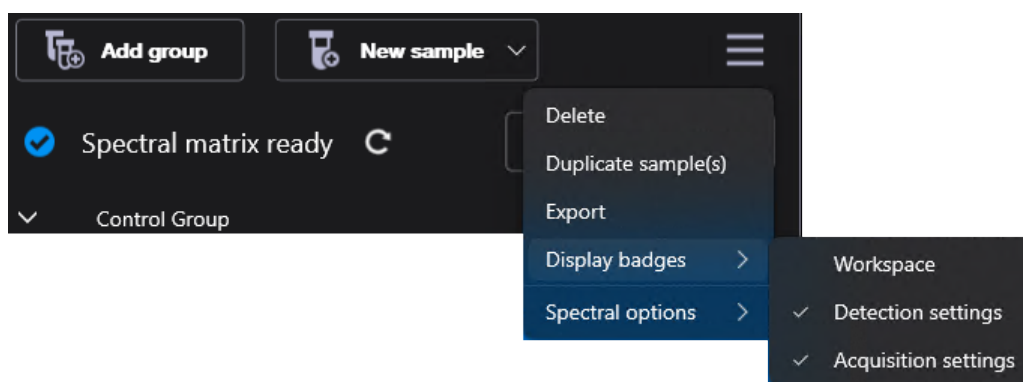 Add group
New sample
Spectral matrix ready
Control Group
Delete
Duplicate sample(s)
Export
Display badges
Spectral options
Workspace
Detection settings
Acquisition settings